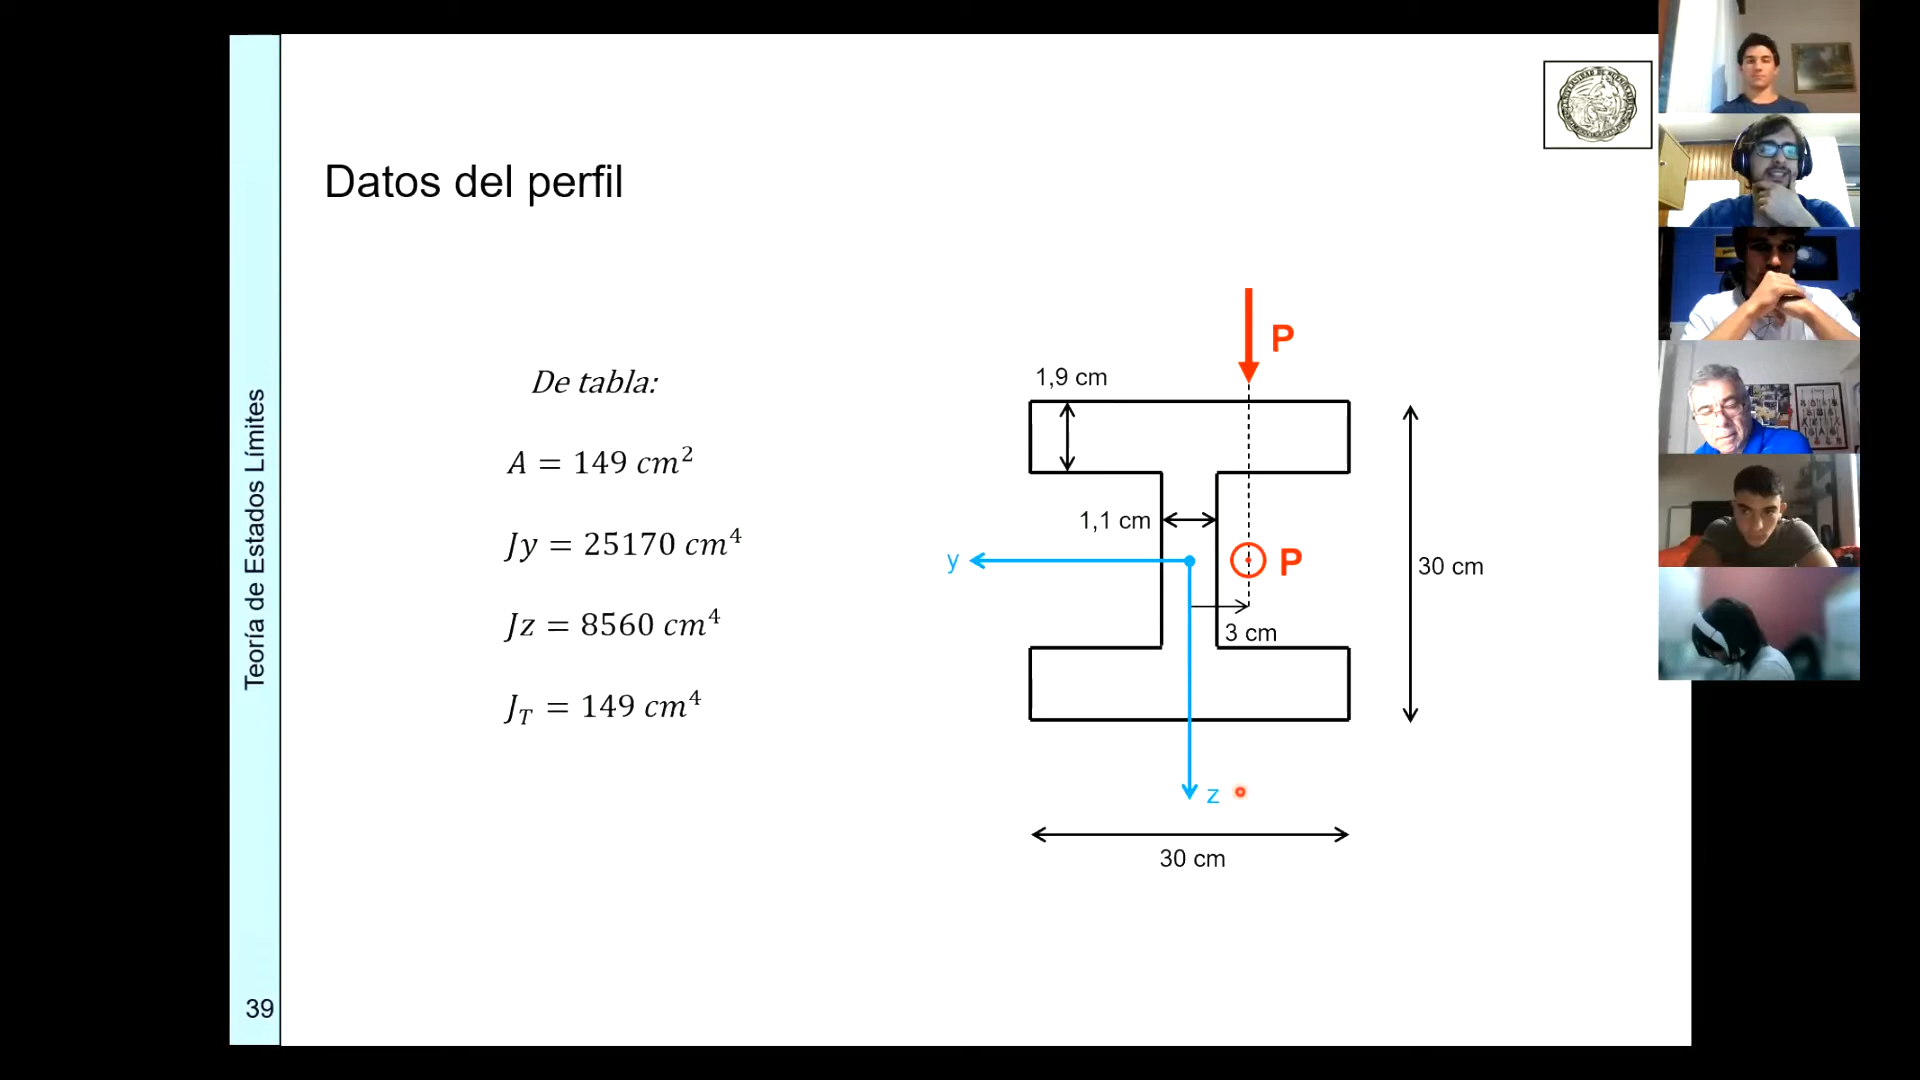 Datos del perfil
De tabla:
A = 149 cm²
Jy = 25170 cm⁴
Jz = 8560 cm⁴
J_T = 149 cm⁴
P
1,9 cm
1,1 cm
y
P
30 cm
3 cm
z
30 cm
Teoría de Estados Límites
39